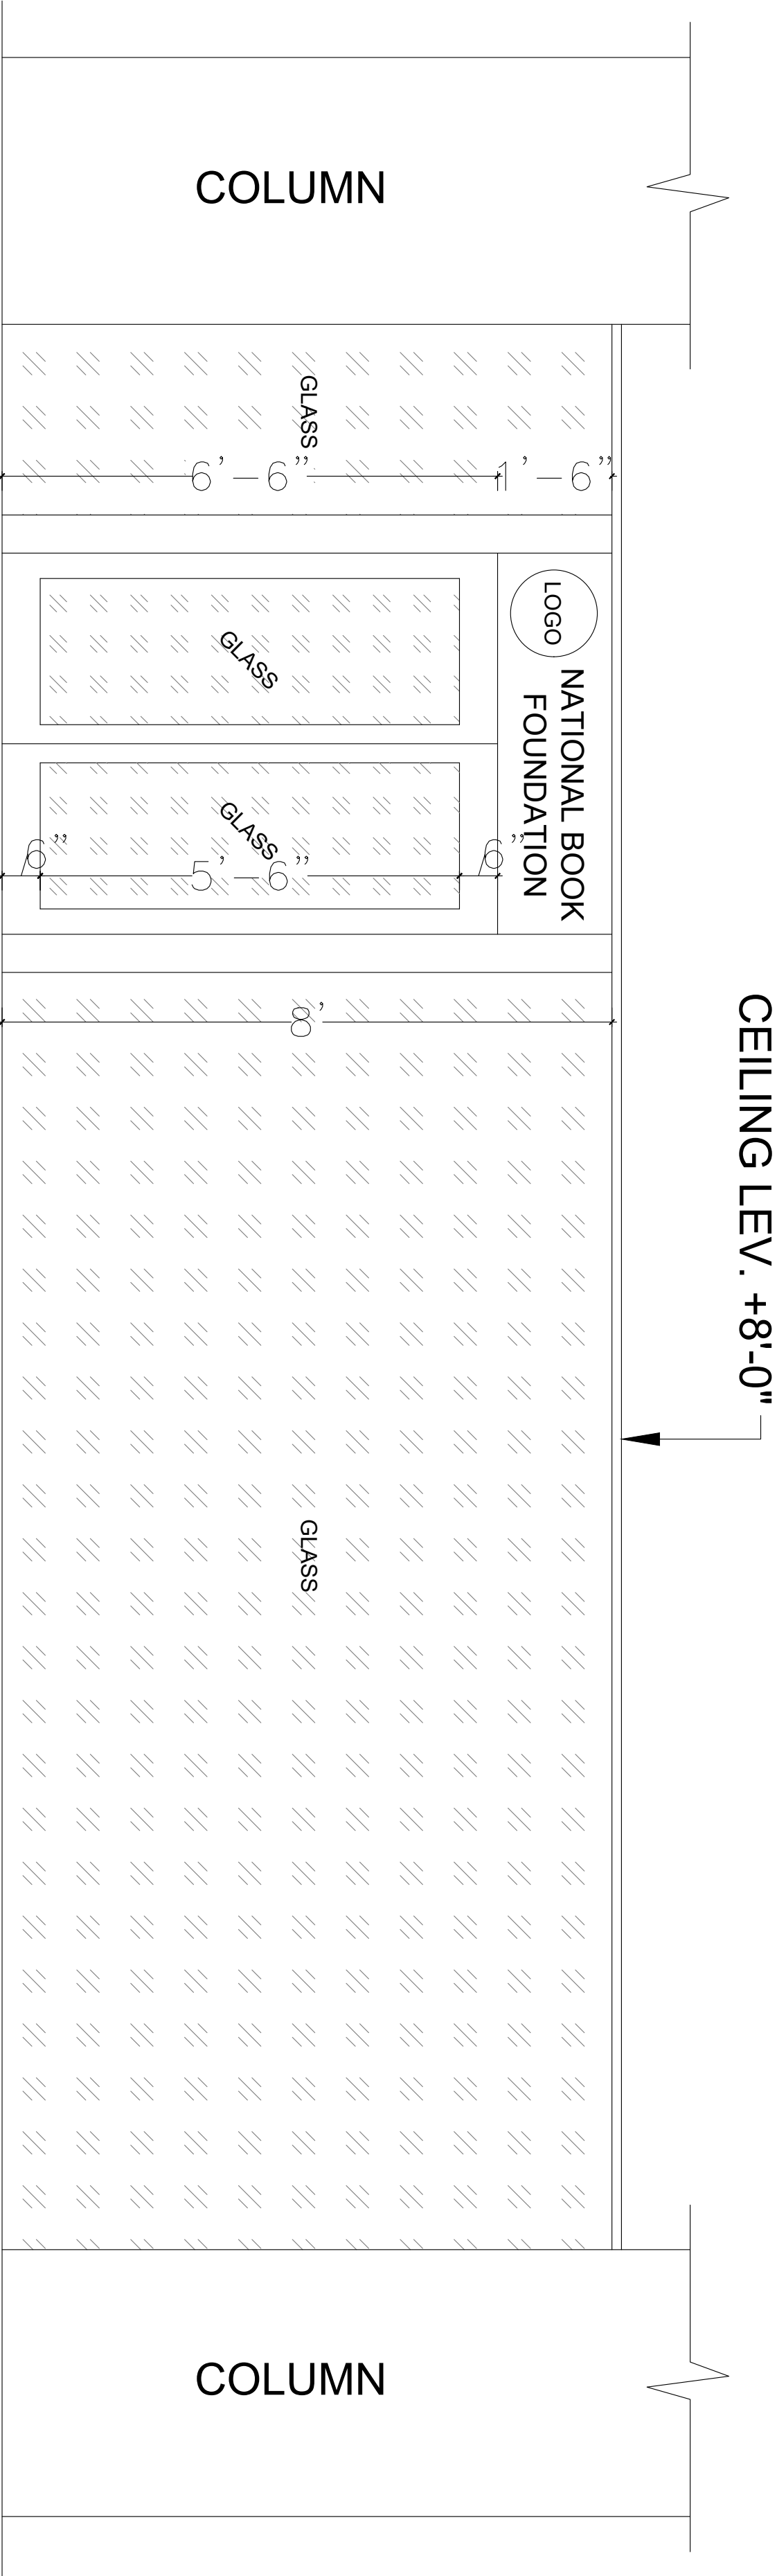 CEILING LEV. +8'-0"
COLUMN
GLASS
6'-6"
1'-6"
LOGO
NATIONAL BOOK
FOUNDATION
GLASS
GLASS
6"
5'-6"
6"
8'
GLASS
COLUMN